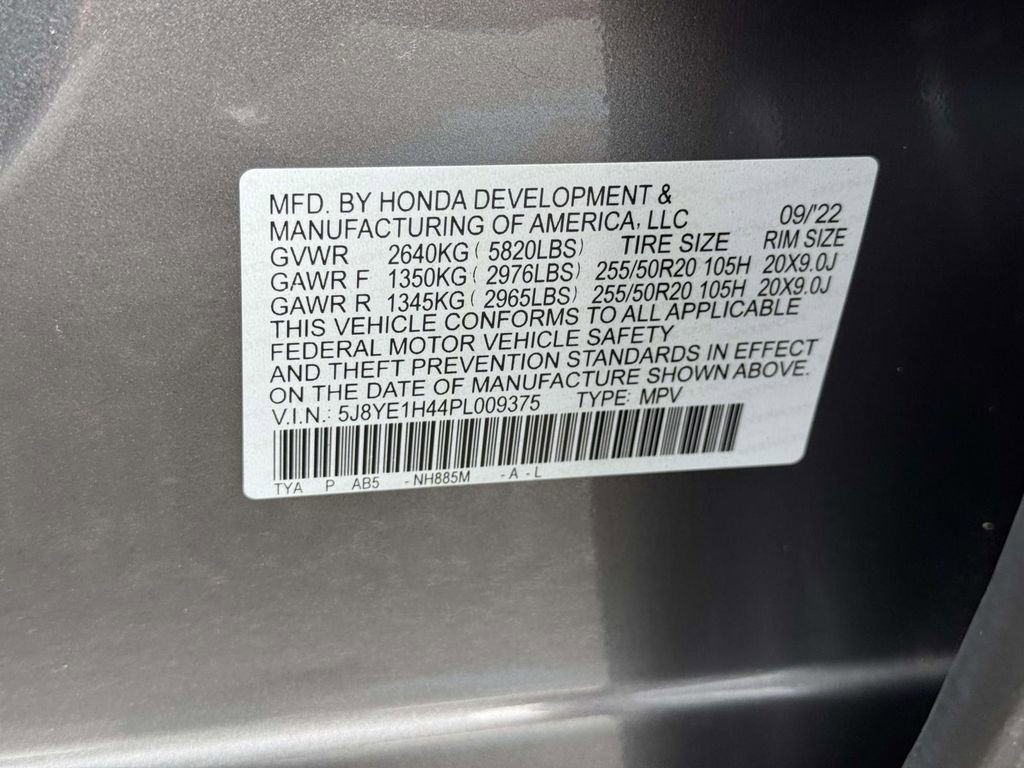 MFD. BY HONDA DEVELOPMENT &
MANUFACTURING OF AMERICA, LLC 09/'22
GVWR 2640KG ( 5820LBS) TIRE SIZE RIM SIZE
GAWR F 1350KG ( 2976LBS) 255/50R20 105H 20X9.0J
GAWR R 1345KG ( 2965LBS) 255/50R20 105H 20X9.0J
THIS VEHICLE CONFORMS TO ALL APPLICABLE
FEDERAL MOTOR VEHICLE SAFETY
AND THEFT PREVENTION STANDARDS IN EFFECT
ON THE DATE OF MANUFACTURE SHOWN ABOVE.
V.I.N.: 5J8YE1H44PL009375 TYPE: MPV
TYA P AB5 -NH885M -A-L